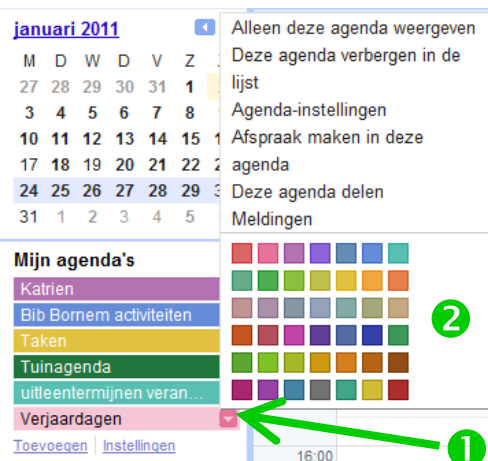 januari 2011
M D W D V Z
27 28 29 30 31 1
3 4 5 6 7 8
10 11 12 13 14 15
17 18 19 20 21 22
24 25 26 27 28 29
31 1 2 3 4 5
Mijn agenda's
Katrien
Bib Bornem activiteiten
Taken
Tuinagenda
uitleentermijnen veran...
Verjaardagen
Toevoegen | Instellingen
Alleen deze agenda weergeven
Deze agenda verbergen in de
lijst
Agenda-instellingen
Afspraak maken in deze
agenda
Deze agenda delen
Meldingen
2
1
16:00